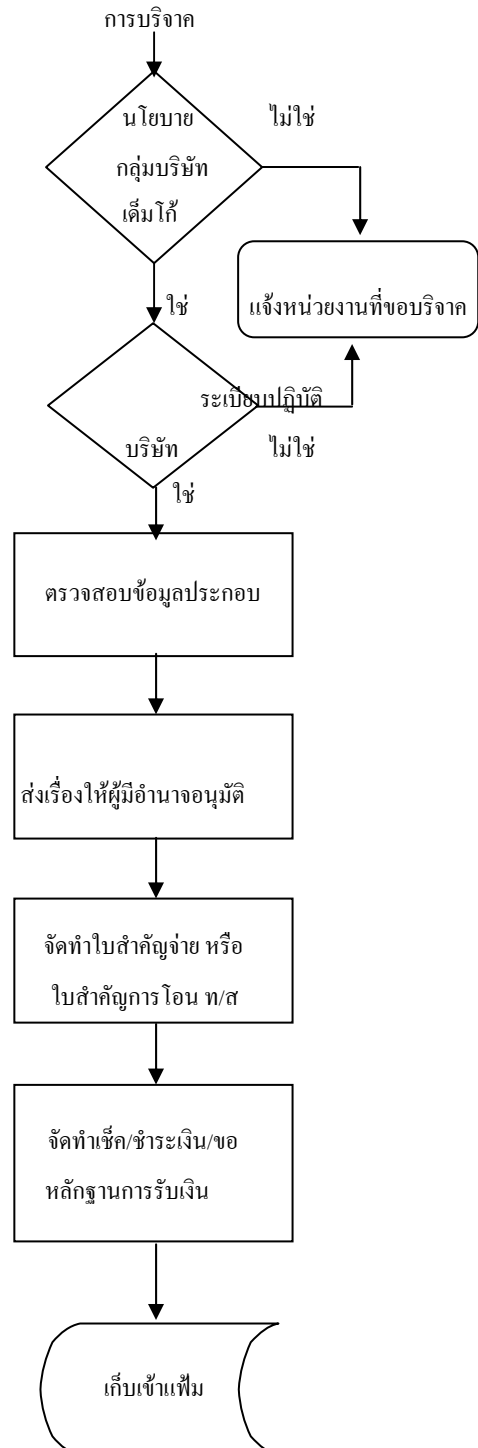 การบริจาค
นโยบาย
ไม่ใช่
กลุ่มบริษัท
เด็มโก้
ใช่
แจ้งหน่วยงานที่ขอบริจาค
ระเบียบปฏิบัติ
บริษัท
ไม่ใช่
ใช่
ตรวจสอบข้อมูลประกอบ
ส่งเรื่องให้ผู้มีอำนาจอนุมัติ
จัดทำใบสำคัญจ่าย หรือ
ใบสำคัญการโอน ท/ส
จัดทำเช็ค/ชำระเงิน/ขอ
หลักฐานการรับเงิน
เก็บเข้าแฟ้ม